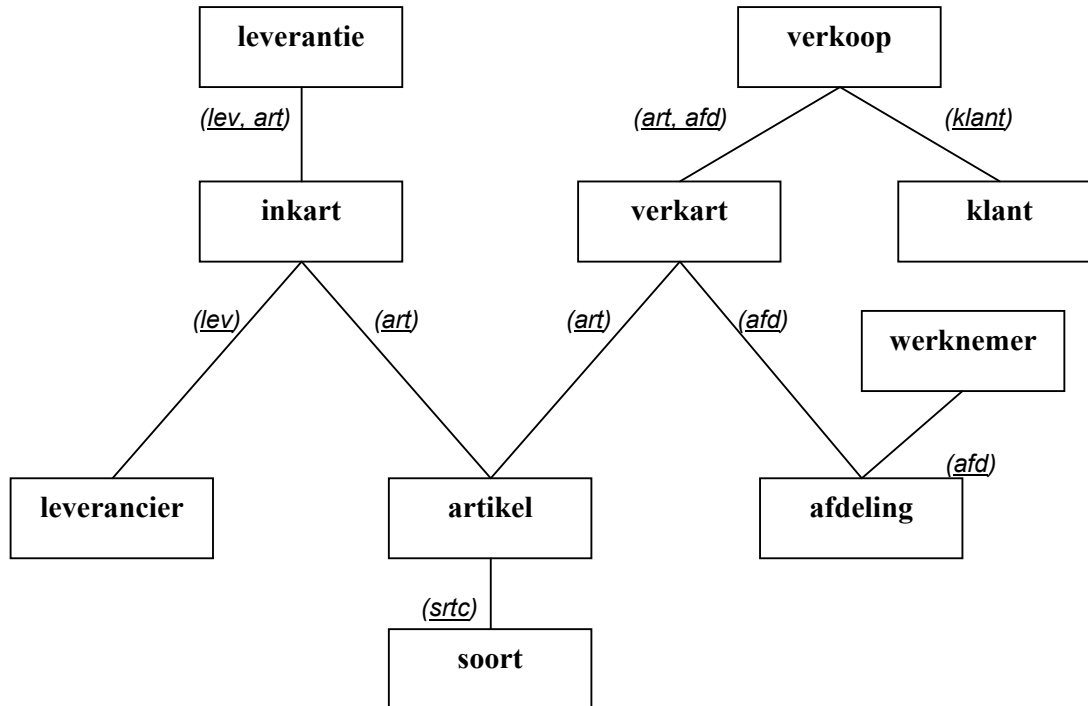 leverantie
verkoop
(lev, art)
(art, afd)
(klant)
inkart
verkart
klant
(lev)
(art)
(art)
(afd)
werknemer
(afd)
leverancier
artikel
afdeling
(srtc)
soort